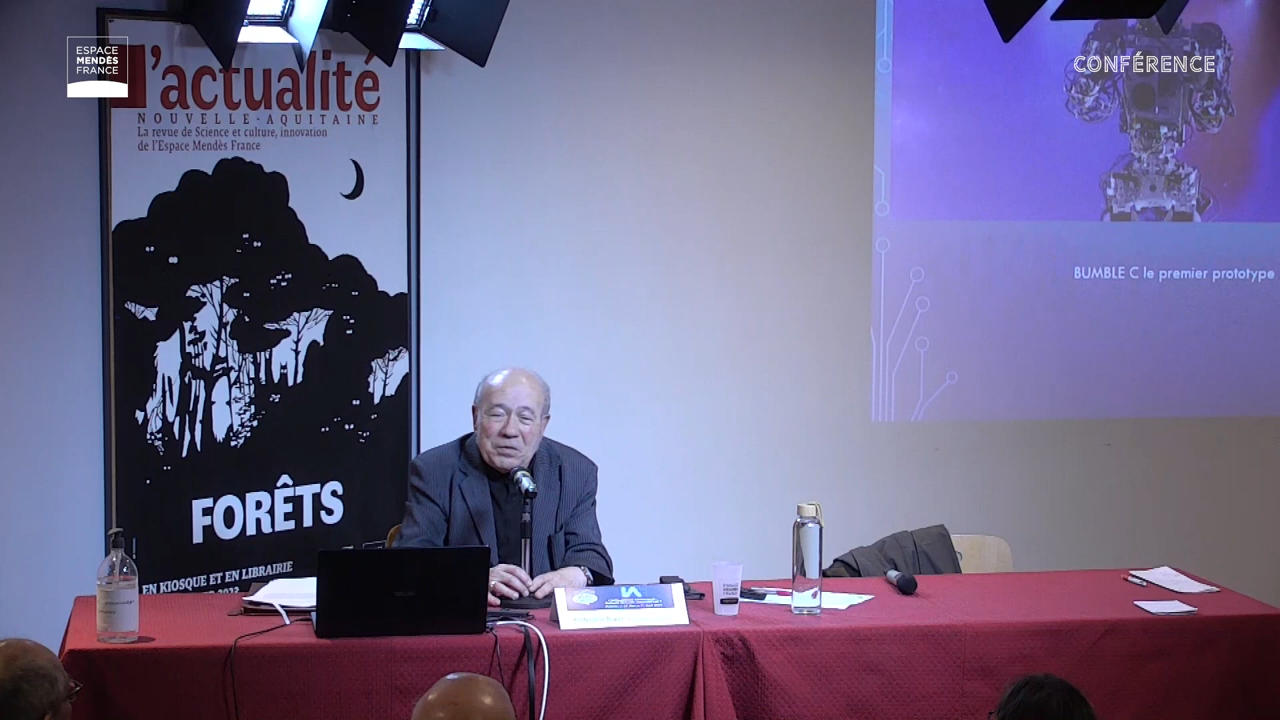 ESPACE
MENDÈS
FRANCE
l'actualité
NOUVELLE-AQUITAINE
La revue de Science et culture, innovation
de l'Espace Mendès France
FORÊTS
EN KIOSQUE ET EN LIBRAIRIE
CONFÉRENCE
BUMBLE C le premier prototype